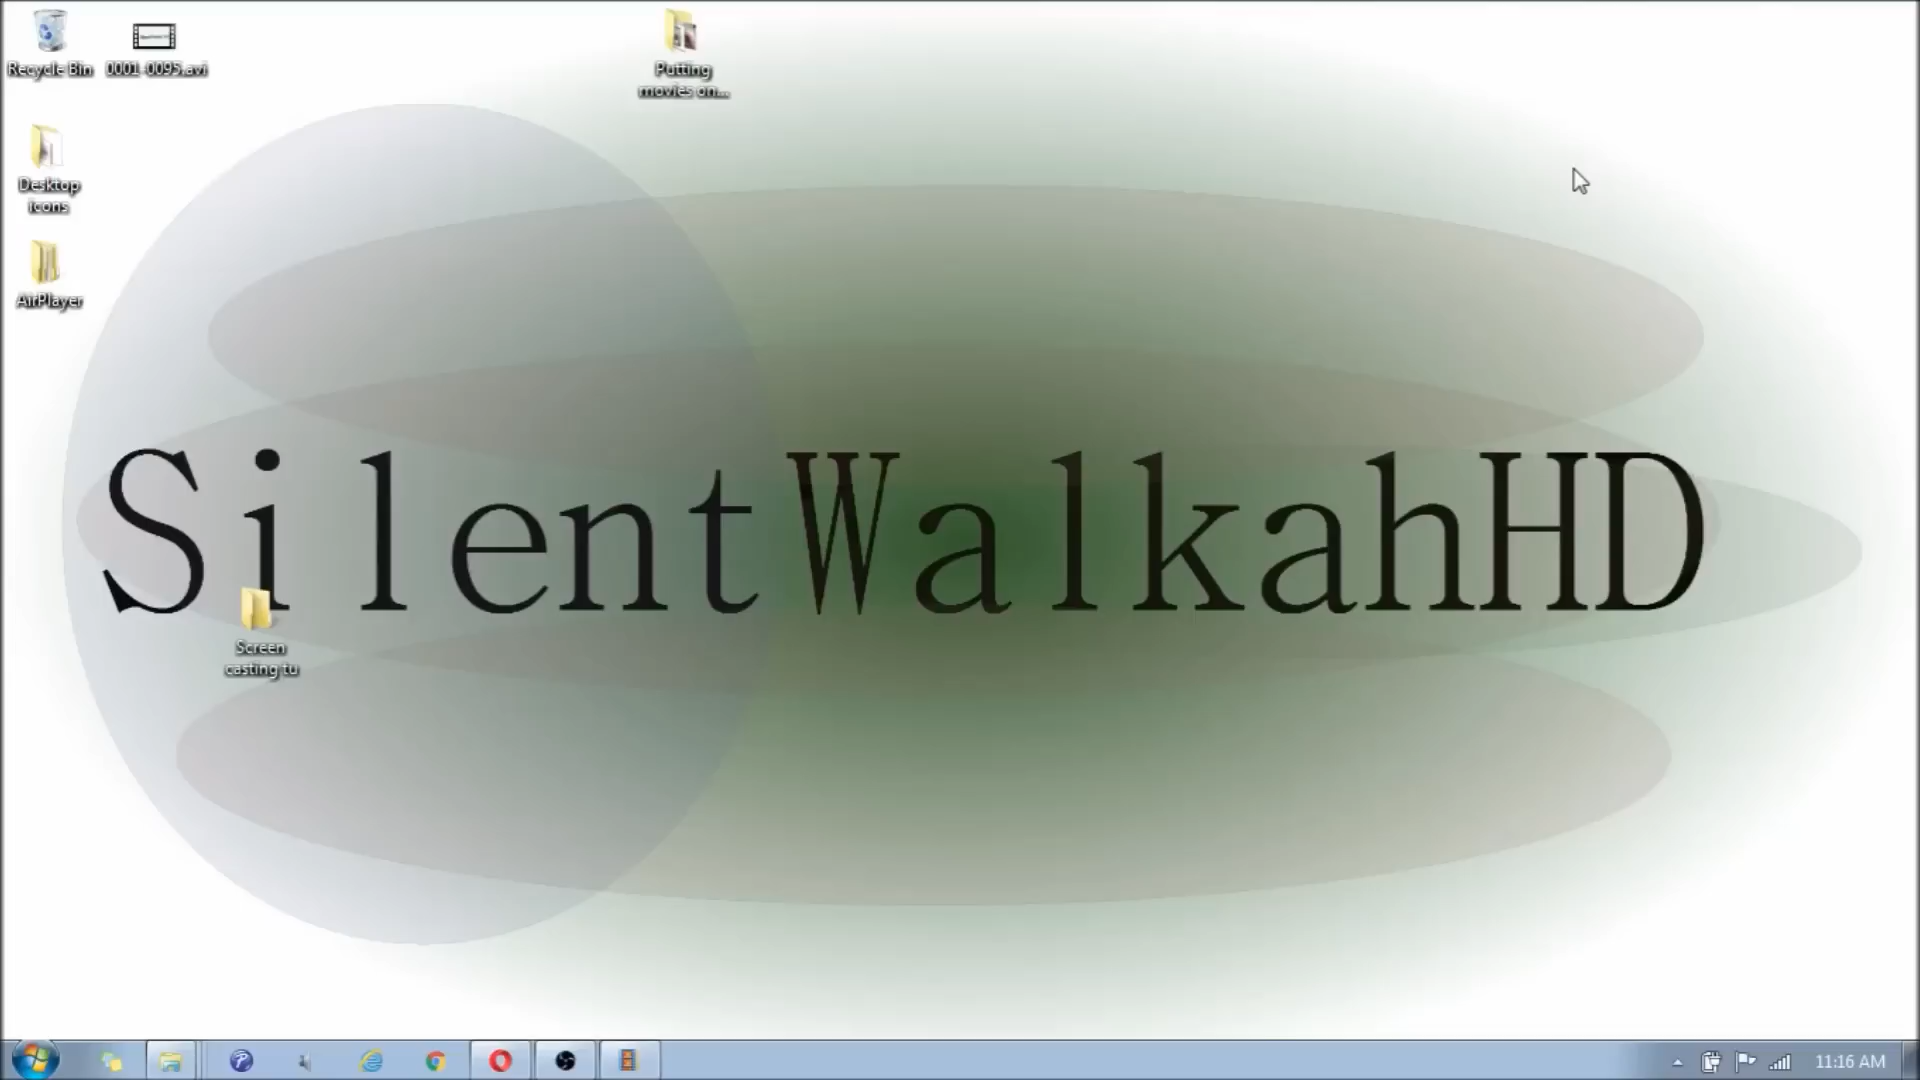 Recycle Bin
0001-0095.avi
Putting
movies on...
Desktop
icons
AirPlayer
SilentWalkahHD
Screen
casting tu
11:16 AM